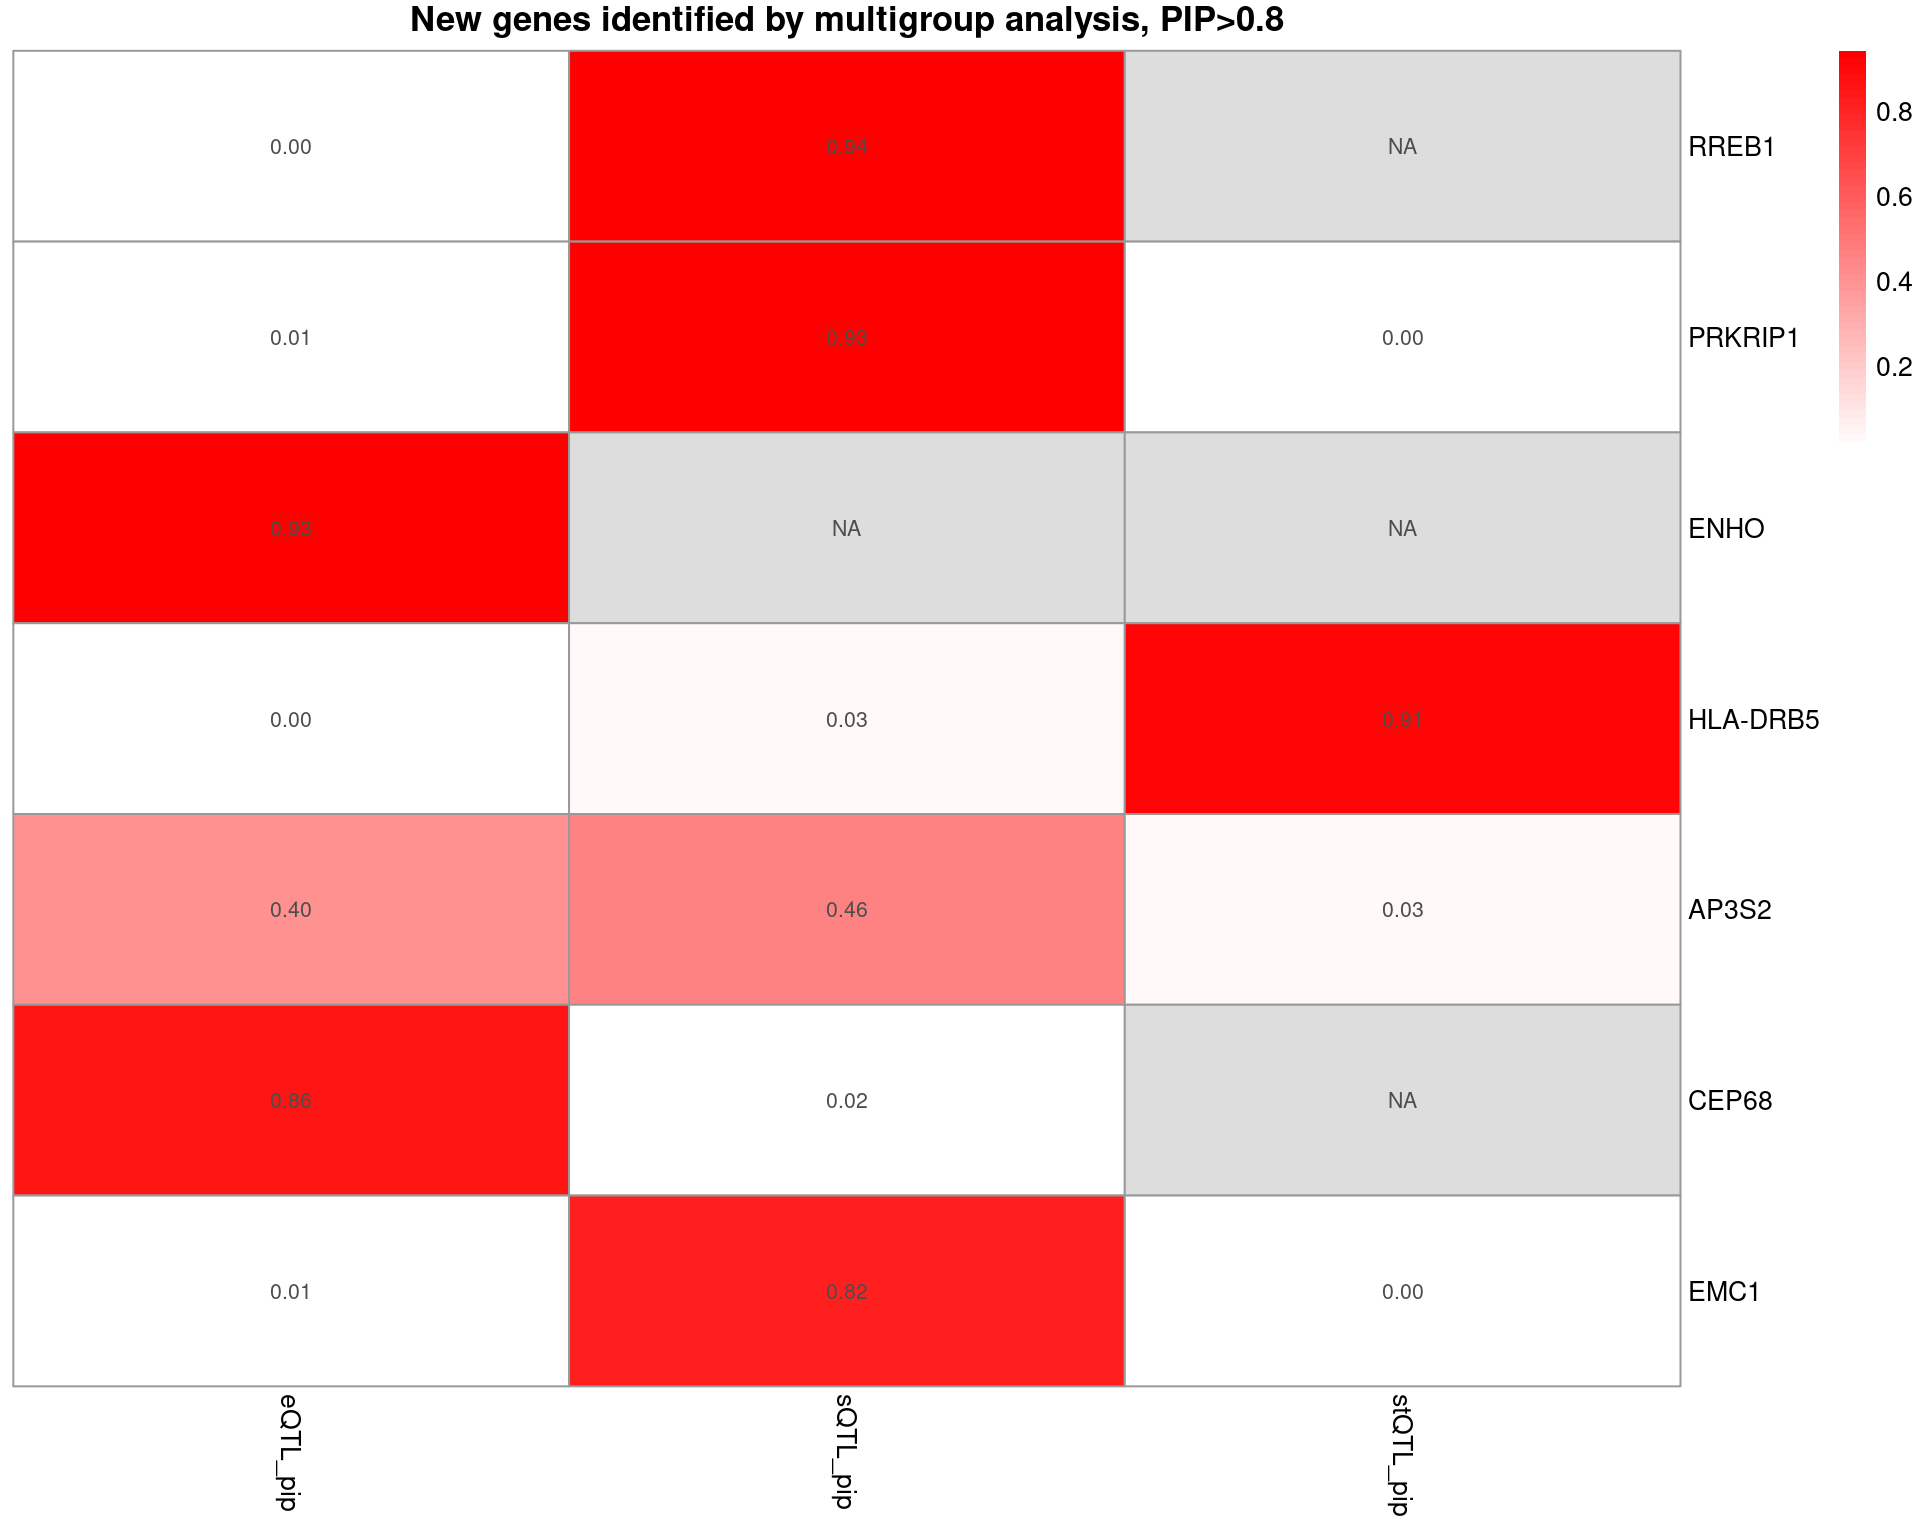 New genes identified by multigroup analysis, PIP>0.8
0.00 0.94 NA RREB1
0.01 0.93 0.00 PRKRIP1
0.93 NA NA ENHO
0.00 0.03 0.91 HLA-DRB5
0.40 0.46 0.03 AP3S2
0.86 0.02 NA CEP68
0.01 0.82 0.00 EMC1
eQTL_pip sQTL_pip stQTL_pip
0.8
0.6
0.4
0.2